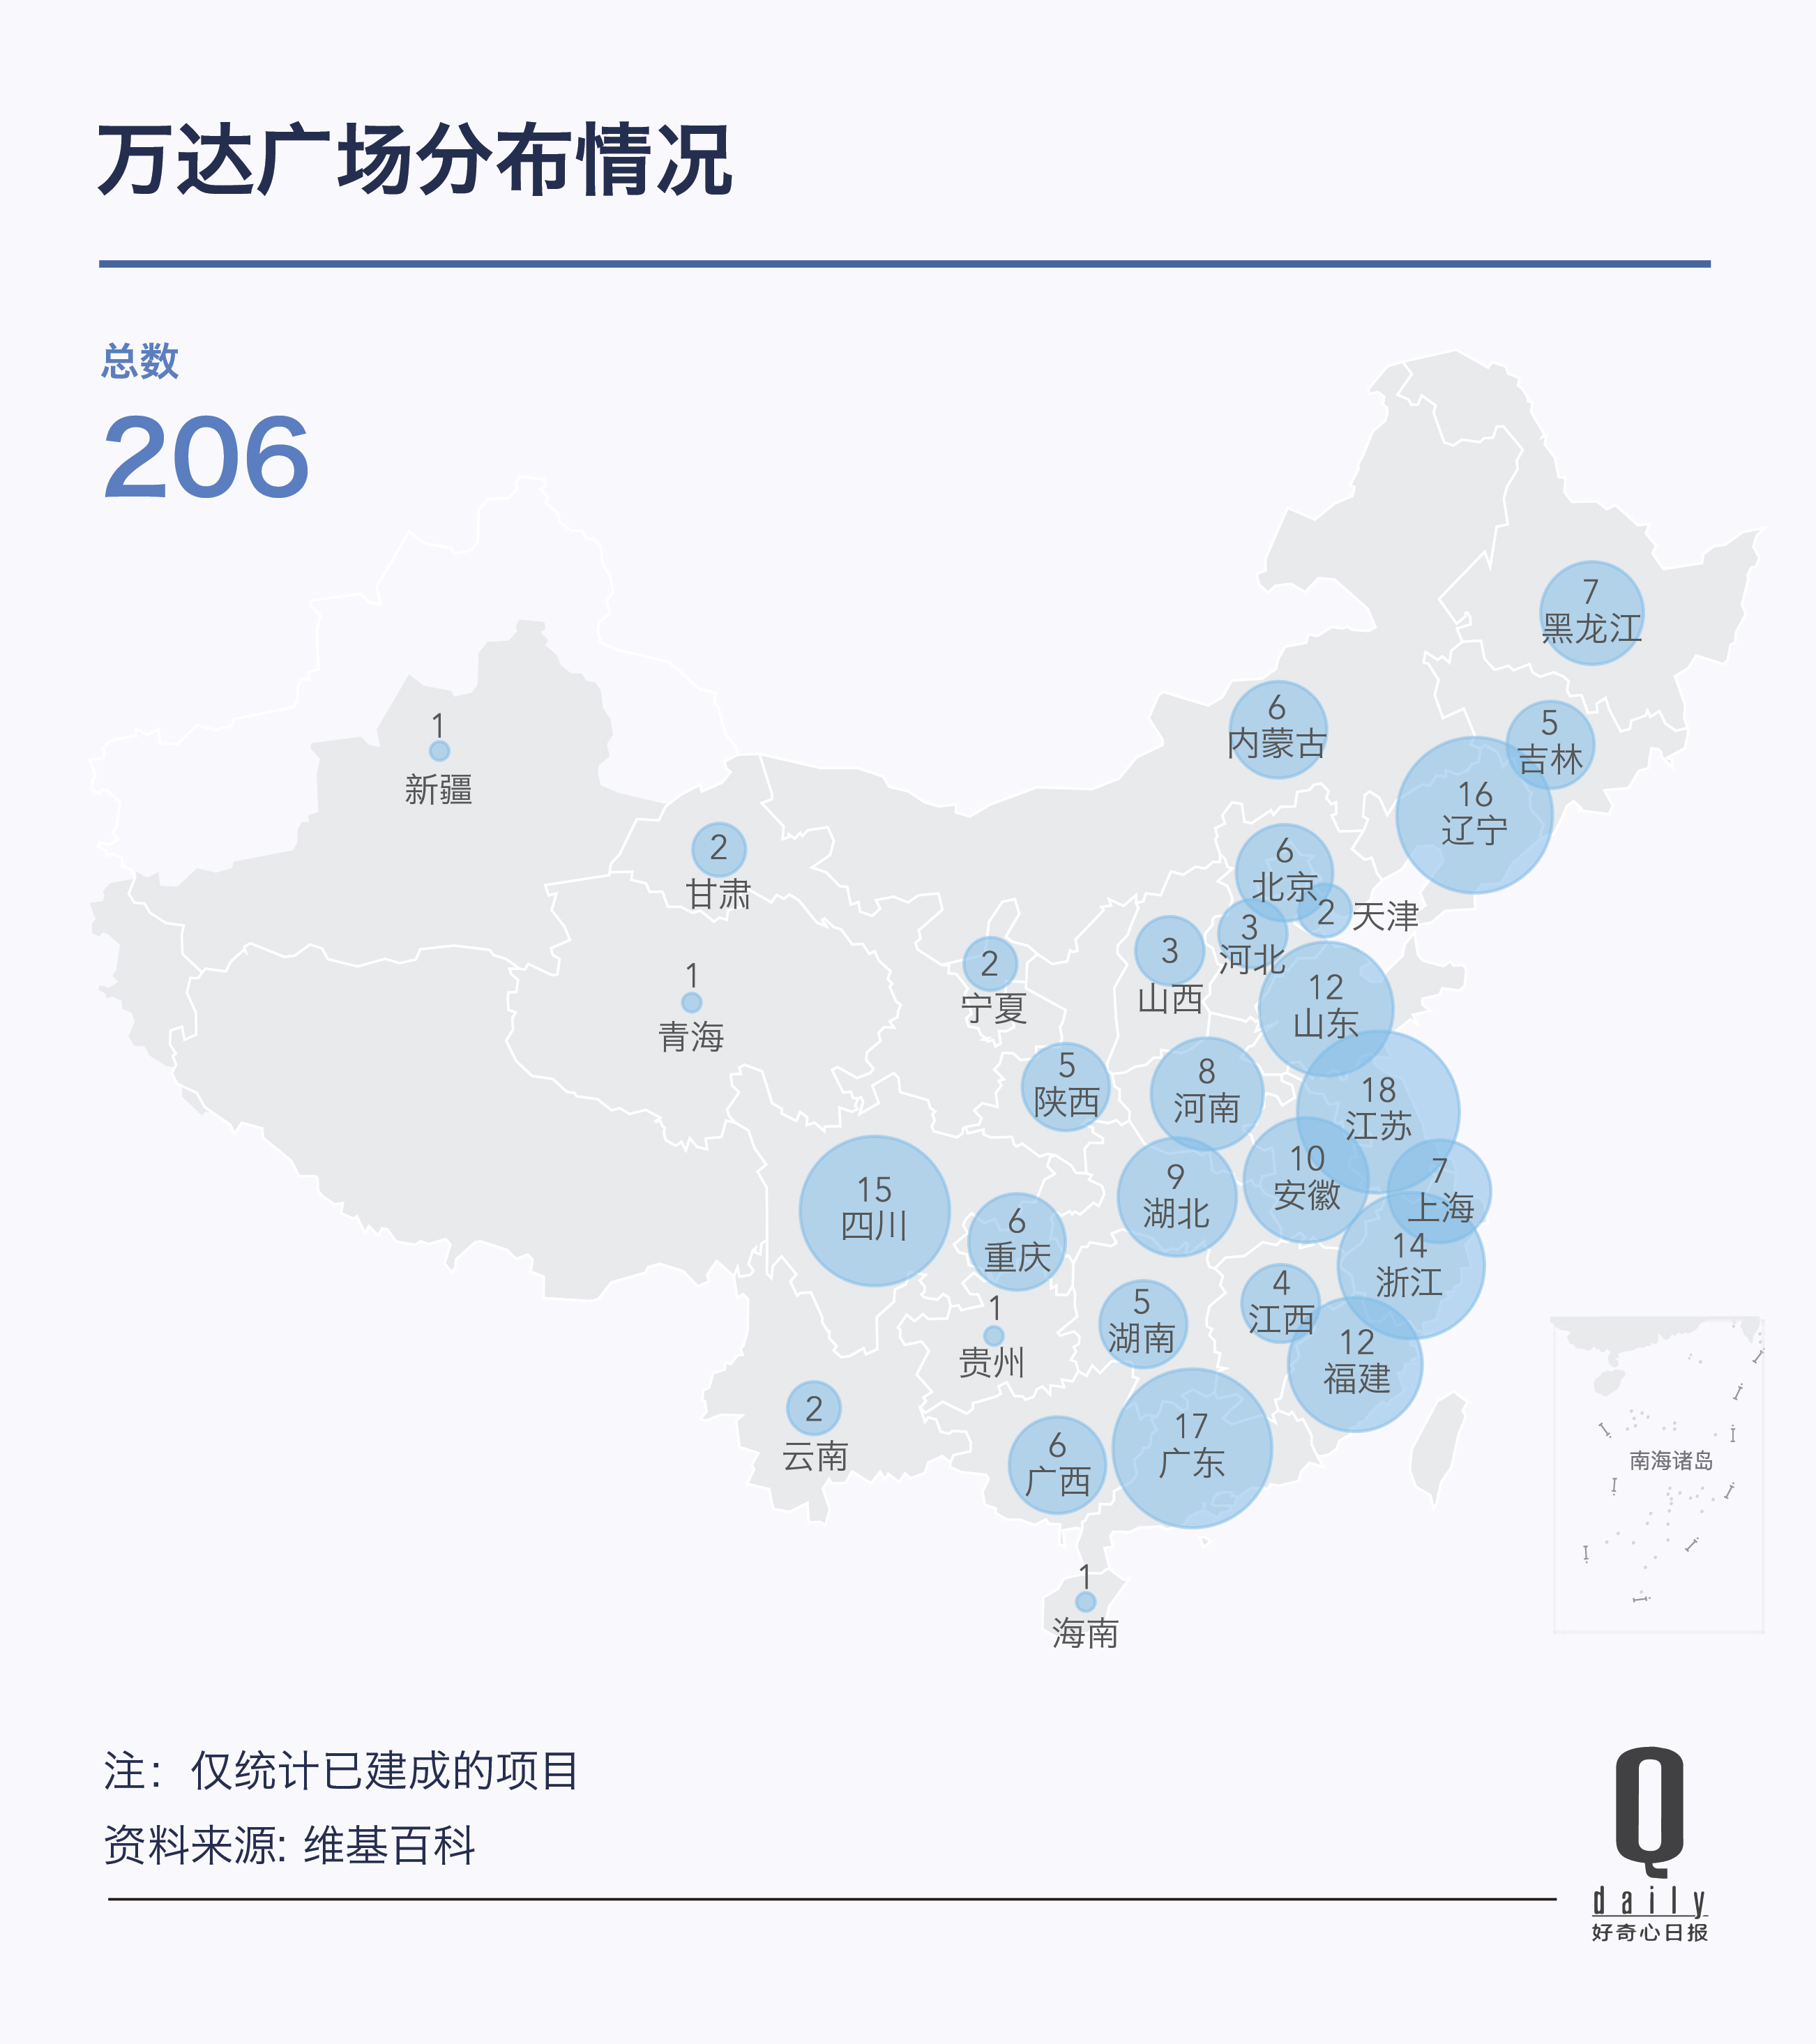 万达广场分布情况
总数
206
7
黑龙江
6
内蒙古
5
吉林
1
新疆
16
辽宁
2
甘肃
6
北京
2 天津
3
河北
3
山西
2
宁夏
1
青海
12
山东
5
陕西
8
河南
18
江苏
10
安徽
7
上海
9
湖北
15
四川
6
重庆
14
浙江
4
江西
5
湖南
1
贵州
12
福建
2
云南
17
广东
6
广西
南海诸岛
1
海南
注：仅统计已建成的项目
资料来源: 维基百科
Q
daily
好奇心日报